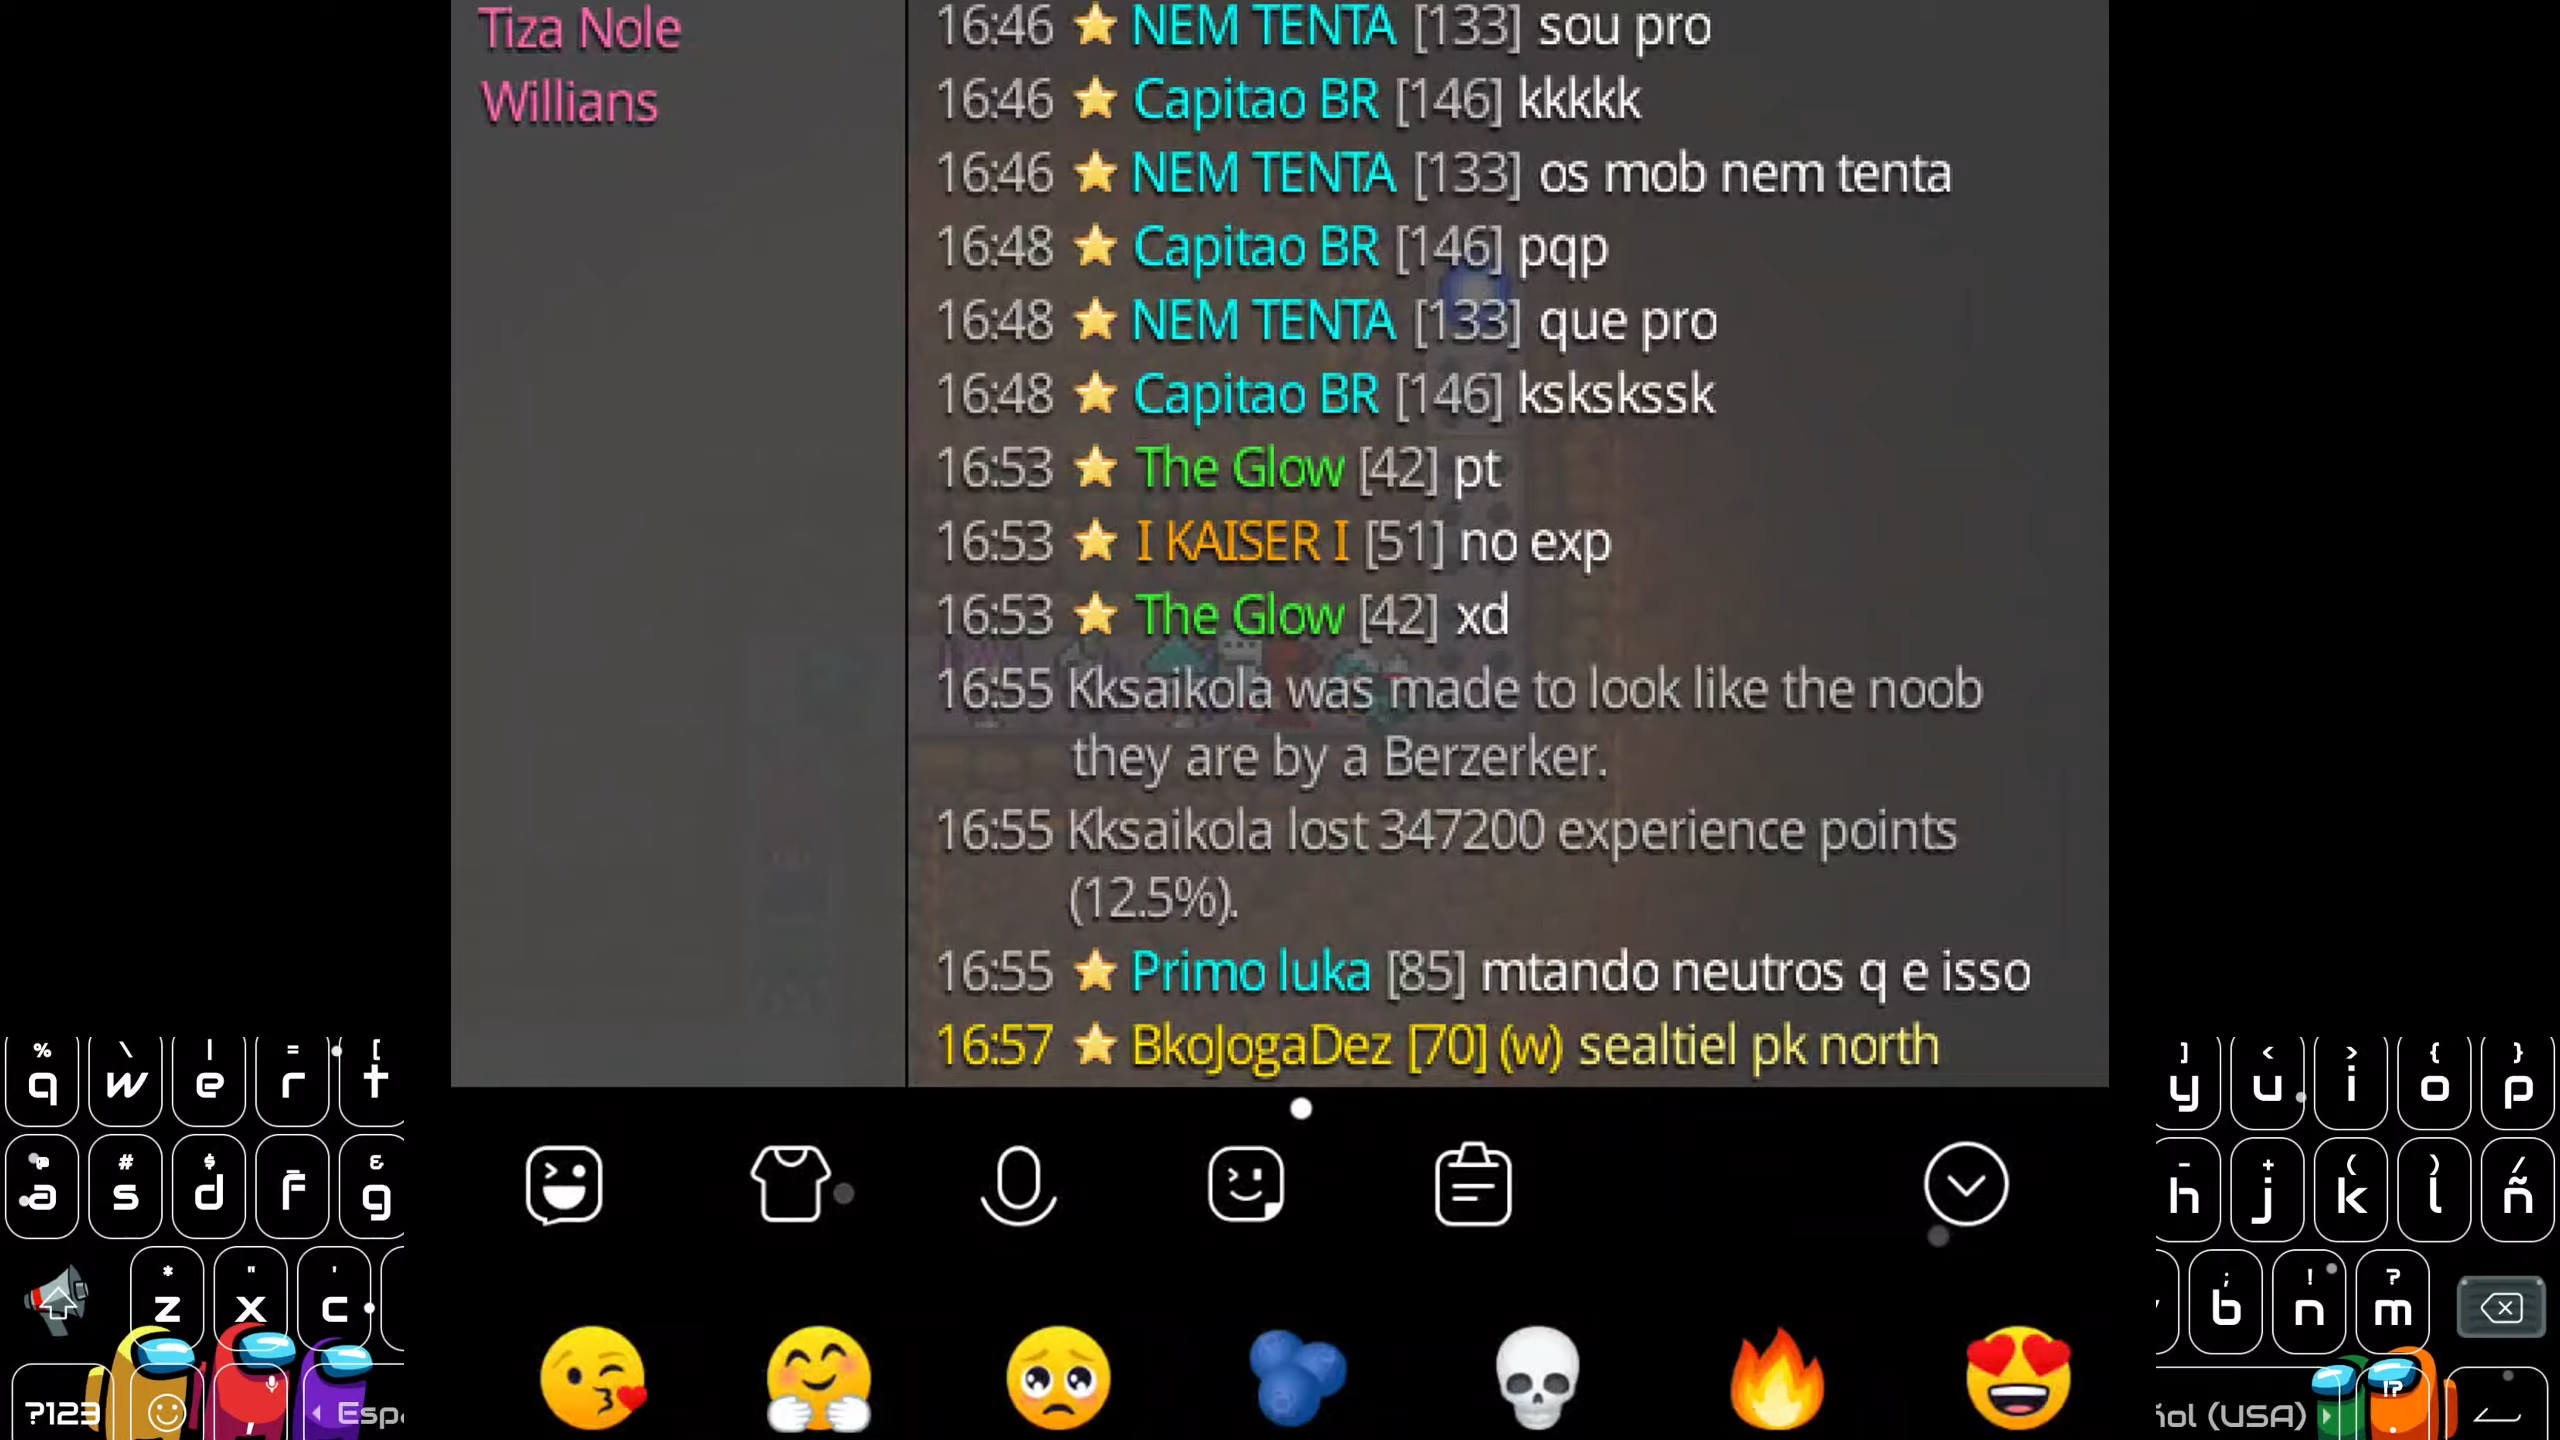 Tiza Nole
Willians
16:46 NEM TENTA [133] sou pro
16:46 Capitao BR [146] kkkkk
16:46 NEM TENTA [133] os mob nem tenta
16:48 Capitao BR [146] pqp
16:48 NEM TENTA [133] que pro
16:48 Capitao BR [146] kskskssk
16:53 The Glow [42] pt
16:53 I KAISER I [51] no exp
16:53 The Glow [42] xd
16:55 Kksaikola was made to look like the noob
they are by a Berzerker.
16:55 Kksaikola lost 347200 experience points
(12.5%).
16:55 Primo luka [85] mtando neutros q e isso
16:57 BkoJogaDez [70] (w) sealtiel pk north
% \ | = [ ] < > { }
q w e r t y u i o p
# $ & - + ( ) /
a s d f g h j k l ñ
* " ' ; ! ?
z x c b n m
?123 , Esp ñol (USA) !? .